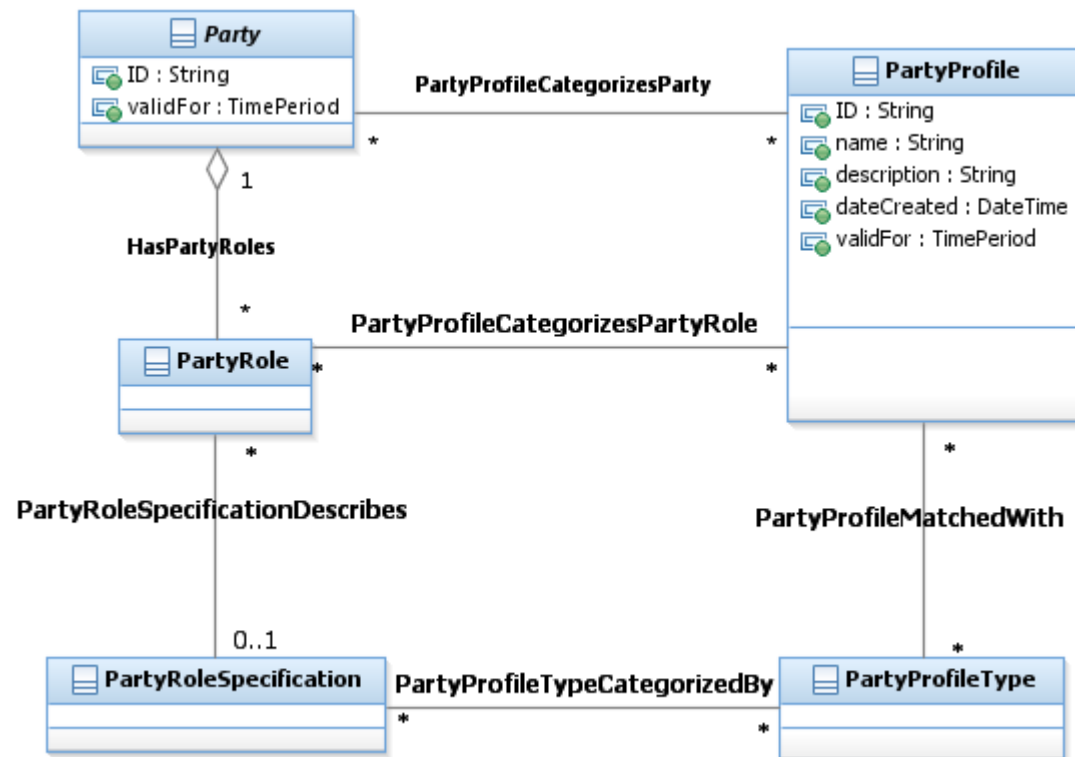 Party
ID : String
validFor : TimePeriod
PartyProfileCategorizesParty
*
*
PartyProfile
ID : String
name : String
description : String
dateCreated : DateTime
validFor : TimePeriod
1
HasPartyRoles
*
PartyProfileCategorizesPartyRole
*
*
PartyRole
*
*
PartyRoleSpecificationDescribes
PartyProfileMatchedWith
0..1
*
PartyRoleSpecification
PartyProfileTypeCategorizedBy
*
*
PartyProfileType